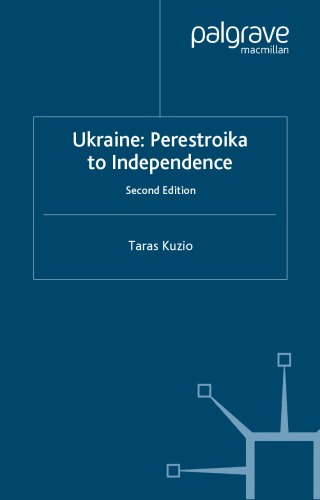 palgrave
macmillan
Ukraine: Perestroika
to Independence
Second Edition
Taras Kuzio